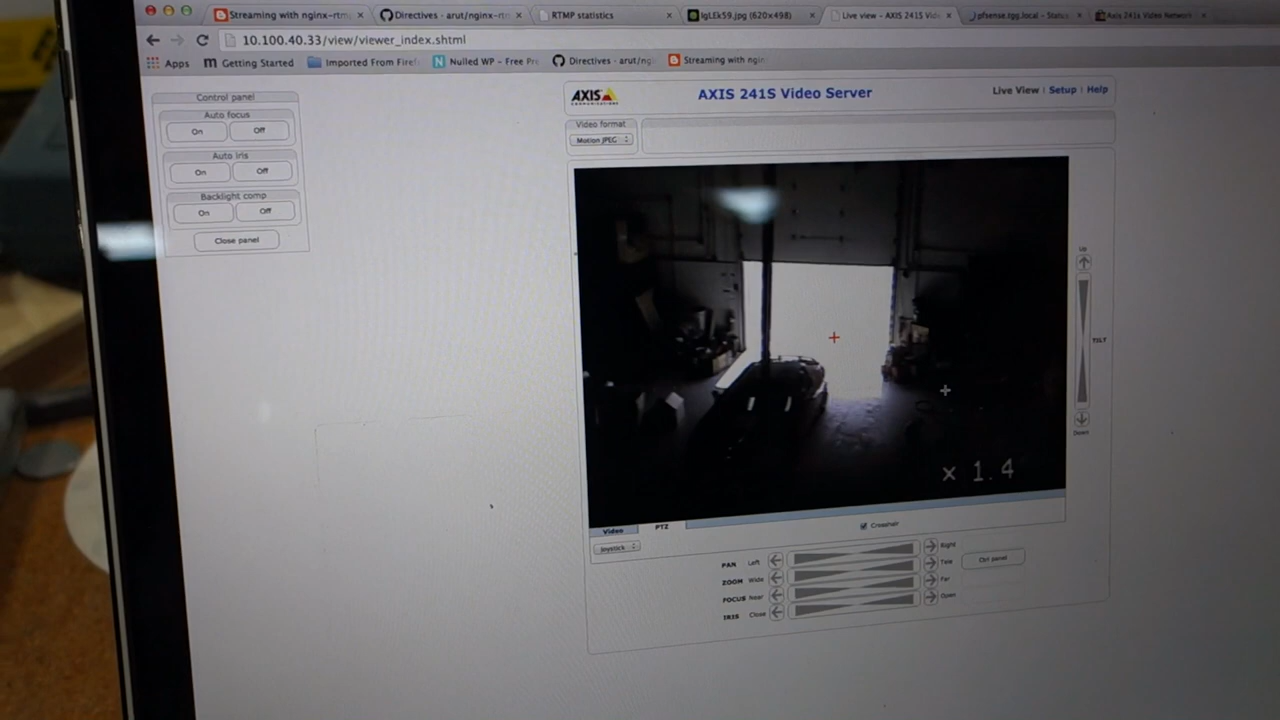 Streaming with nginx-rtm
Directives · arut/nginx-rtm
RTMP statistics
IgLEk59.jpg (620×498)
Live view - AXIS 241S Vide
pfsense.tgg.local - Status
Axis 241s Video Network
10.100.40.33/view/viewer_index.shtml
Apps
Getting Started
Imported From Firef
Nulled WP - Free Pre
Directives · arut/ngi
Streaming with ngin
Control panel
Auto focus
On Off
Auto Iris
On Off
Backlight comp
On Off
Close panel
AXIS
COMMUNICATIONS
AXIS 241S Video Server
Live View | Setup | Help
Video format
Motion JPEG
x 1.4
Up
TILT
Down
Video
PTZ
Crosshair
Joystick
PAN Left Right
ZOOM Wide Tele
FOCUS Near Far
IRIS Close Open
Ctrl panel